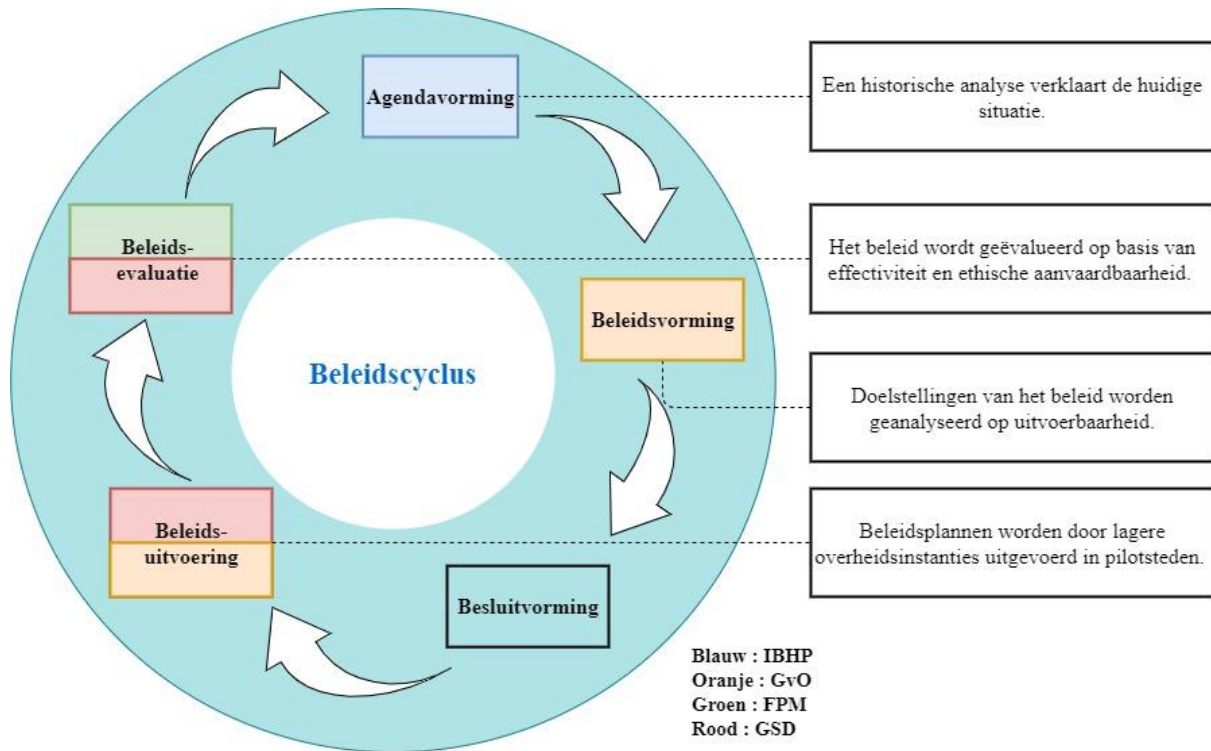 Agendavorming
Een historische analyse verklaart de huidige
situatie.
Beleids-
evaluatie
Het beleid wordt geëvalueerd op basis van
effectiviteit en ethische aanvaardbaarheid.
Beleidsvorming
Beleidscyclus
Doelstellingen van het beleid worden
geanalyseerd op uitvoerbaarheid.
Beleids-
uitvoering
Beleidsplannen worden door lagere
overheidsinstanties uitgevoerd in pilotsteden.
Besluitvorming
Blauw : IBHP
Oranje : GvO
Groen : FPM
Rood : GSD